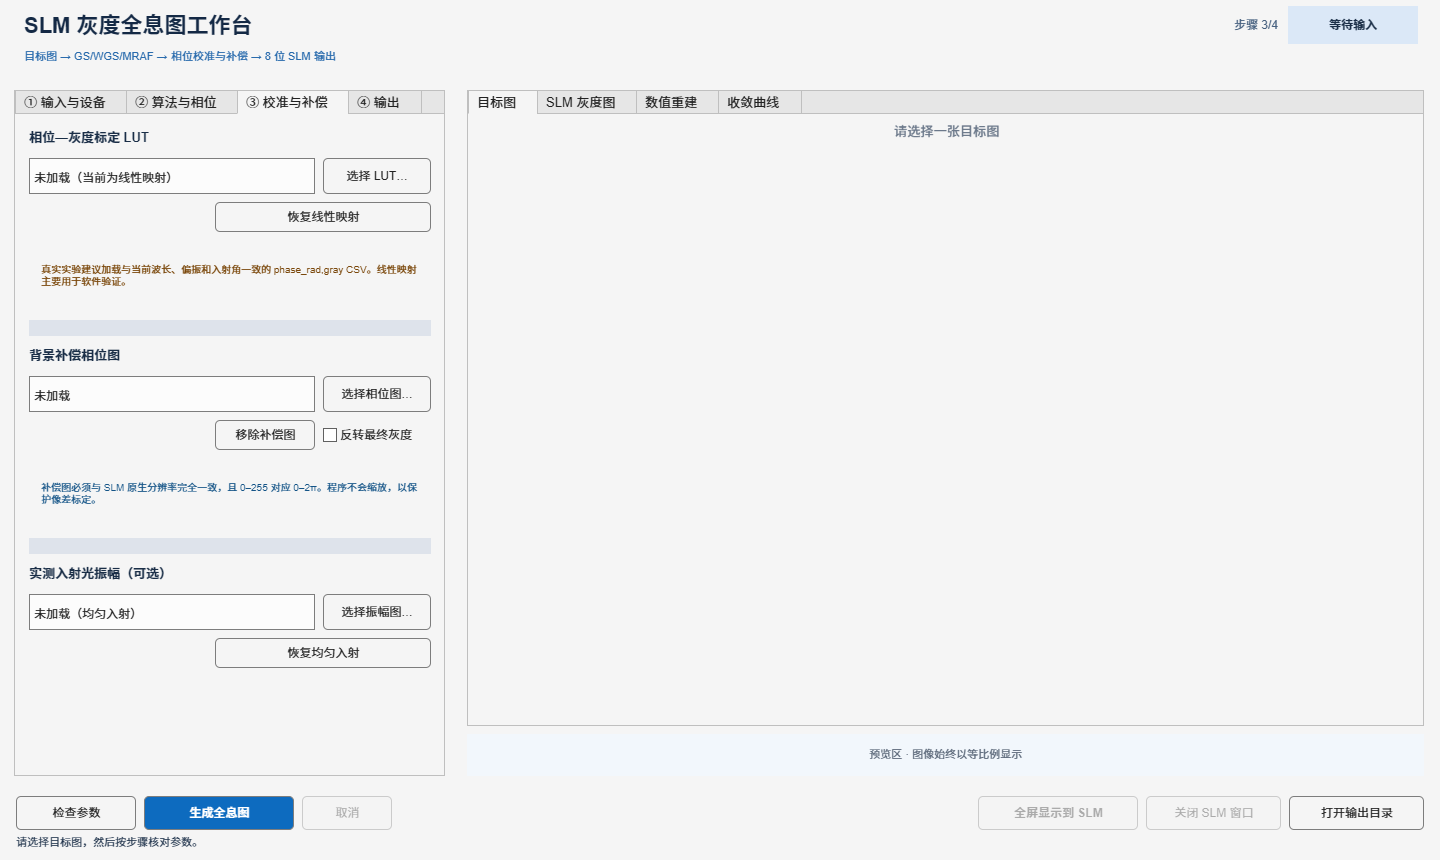 SLM 灰度全息图工作台
步骤 3/4
等待输入
目标图 → GS/WGS/MRAF → 相位校准与补偿 → 8 位 SLM 输出
① 输入与设备
② 算法与相位
③ 校准与补偿
④ 输出
相位—灰度标定 LUT
未加载（当前为线性映射）
选择 LUT...
恢复线性映射
真实实验建议加载与当前波长、偏振和入射角一致的 phase_rad,gray CSV。线性映射
主要用于软件验证。
背景补偿相位图
未加载
选择相位图...
移除补偿图
反转最终灰度
补偿图必须与 SLM 原生分辨率完全一致，且 0–255 对应 0–2π。程序不会缩放，以保
护像差标定。
实测入射光振幅（可选）
未加载（均匀入射）
选择振幅图...
恢复均匀入射
目标图
SLM 灰度图
数值重建
收敛曲线
请选择一张目标图
预览区 · 图像始终以等比例显示
检查参数
生成全息图
取消
全屏显示到 SLM
关闭 SLM 窗口
打开输出目录
请选择目标图，然后按步骤核对参数。